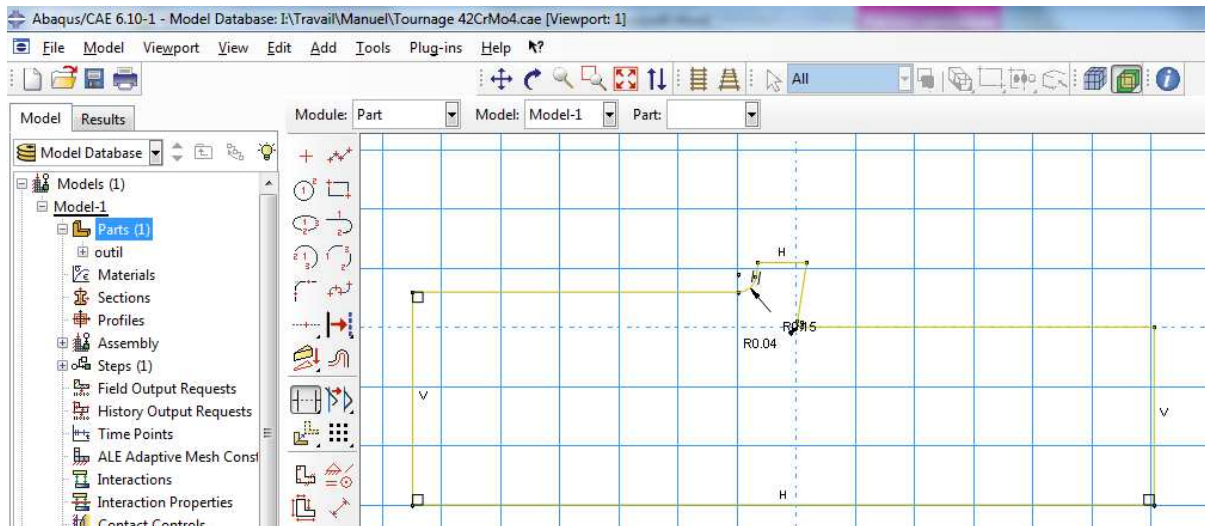 Abaqus/CAE 6.10-1 - Model Database: I:\Travail\Manuel\Tournage 42CrMo4.cae [Viewport: 1]
File Model Viewport View Edit Add Tools Plug-ins Help
All
Model Results
Module: Part Model: Model-1 Part:
Model Database
Models (1)
Model-1
Parts (1)
outil
Materials
Sections
Profiles
Assembly
Steps (1)
Field Output Requests
History Output Requests
Time Points
ALE Adaptive Mesh Const
Interactions
Interaction Properties
Contact Controls
H
R0.04
V
V
H